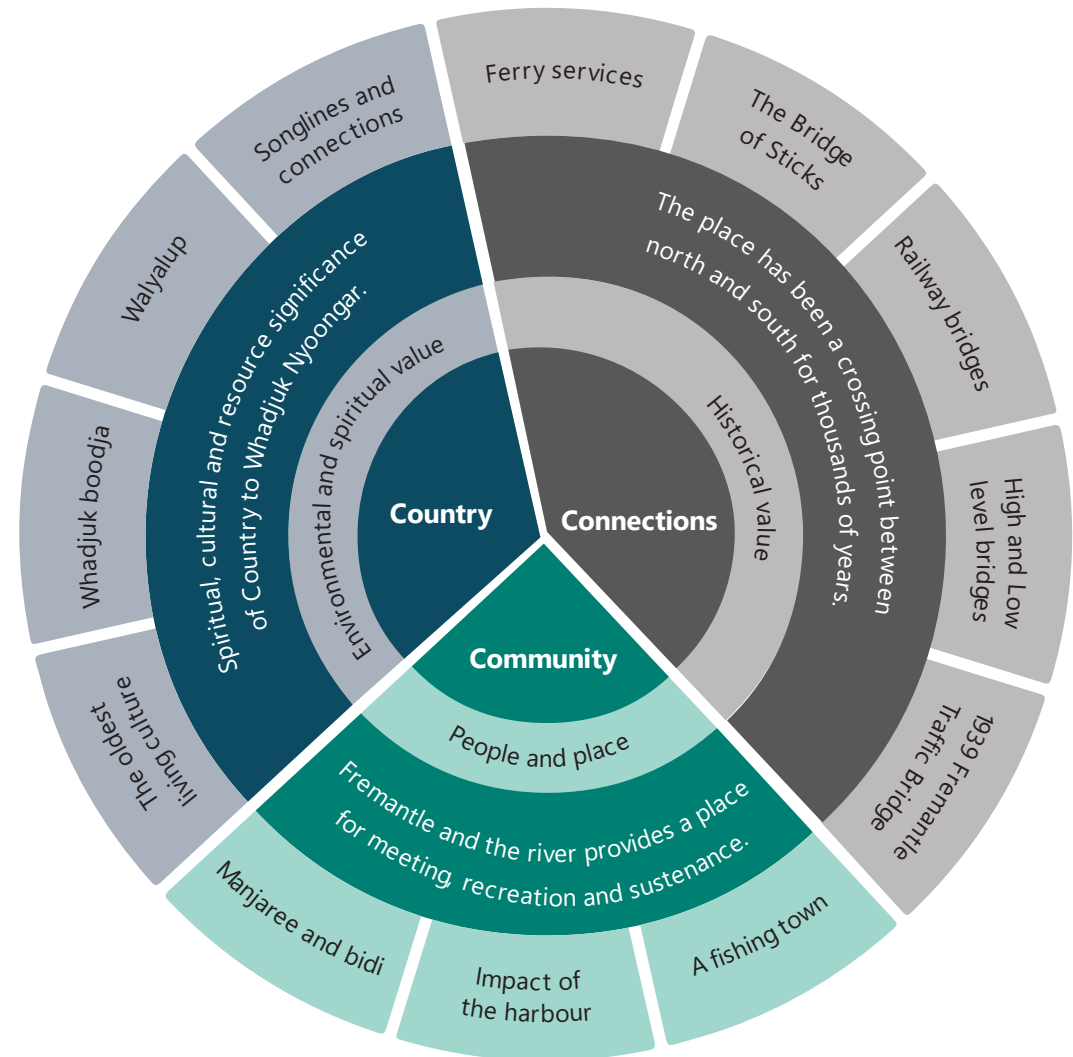 Country
Environmental and spiritual value
Spiritual, cultural and resource significance
of Country to Whadjuk Nyoongar.
Songlines and
connections
Walyalup
Whadjuk boodja
The oldest
living culture
Connections
Historical value
The place has been a crossing point between
north and south for thousands of years.
Ferry services
The Bridge
of Sticks
Railway bridges
High and Low
level bridges
1939 Fremantle
Traffic Bridge
Community
People and place
Fremantle and the river provides a place
for meeting, recreation and sustenance.
Manjaree and bidi
Impact of
the harbour
A fishing town